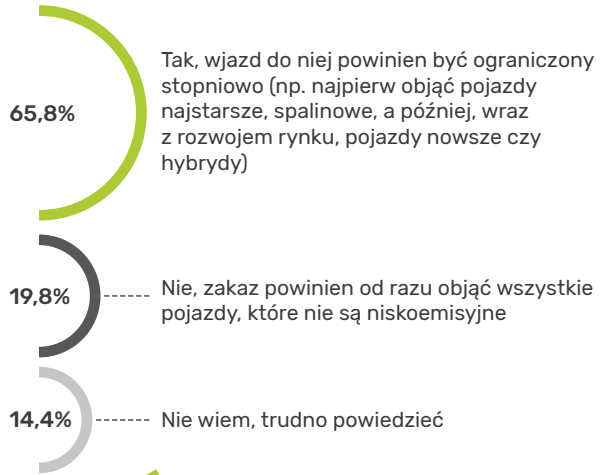 65,8%
Tak, wjazd do niej powinien być ograniczony
stopniowo (np. najpierw objąć pojazdy
najstarsze, spalinowe, a później, wraz
z rozwojem rynku, pojazdy nowsze czy
hybrydy)
19,8%
Nie, zakaz powinien od razu objąć wszystkie
pojazdy, które nie są niskoemisyjne
14,4%
Nie wiem, trudno powiedzieć